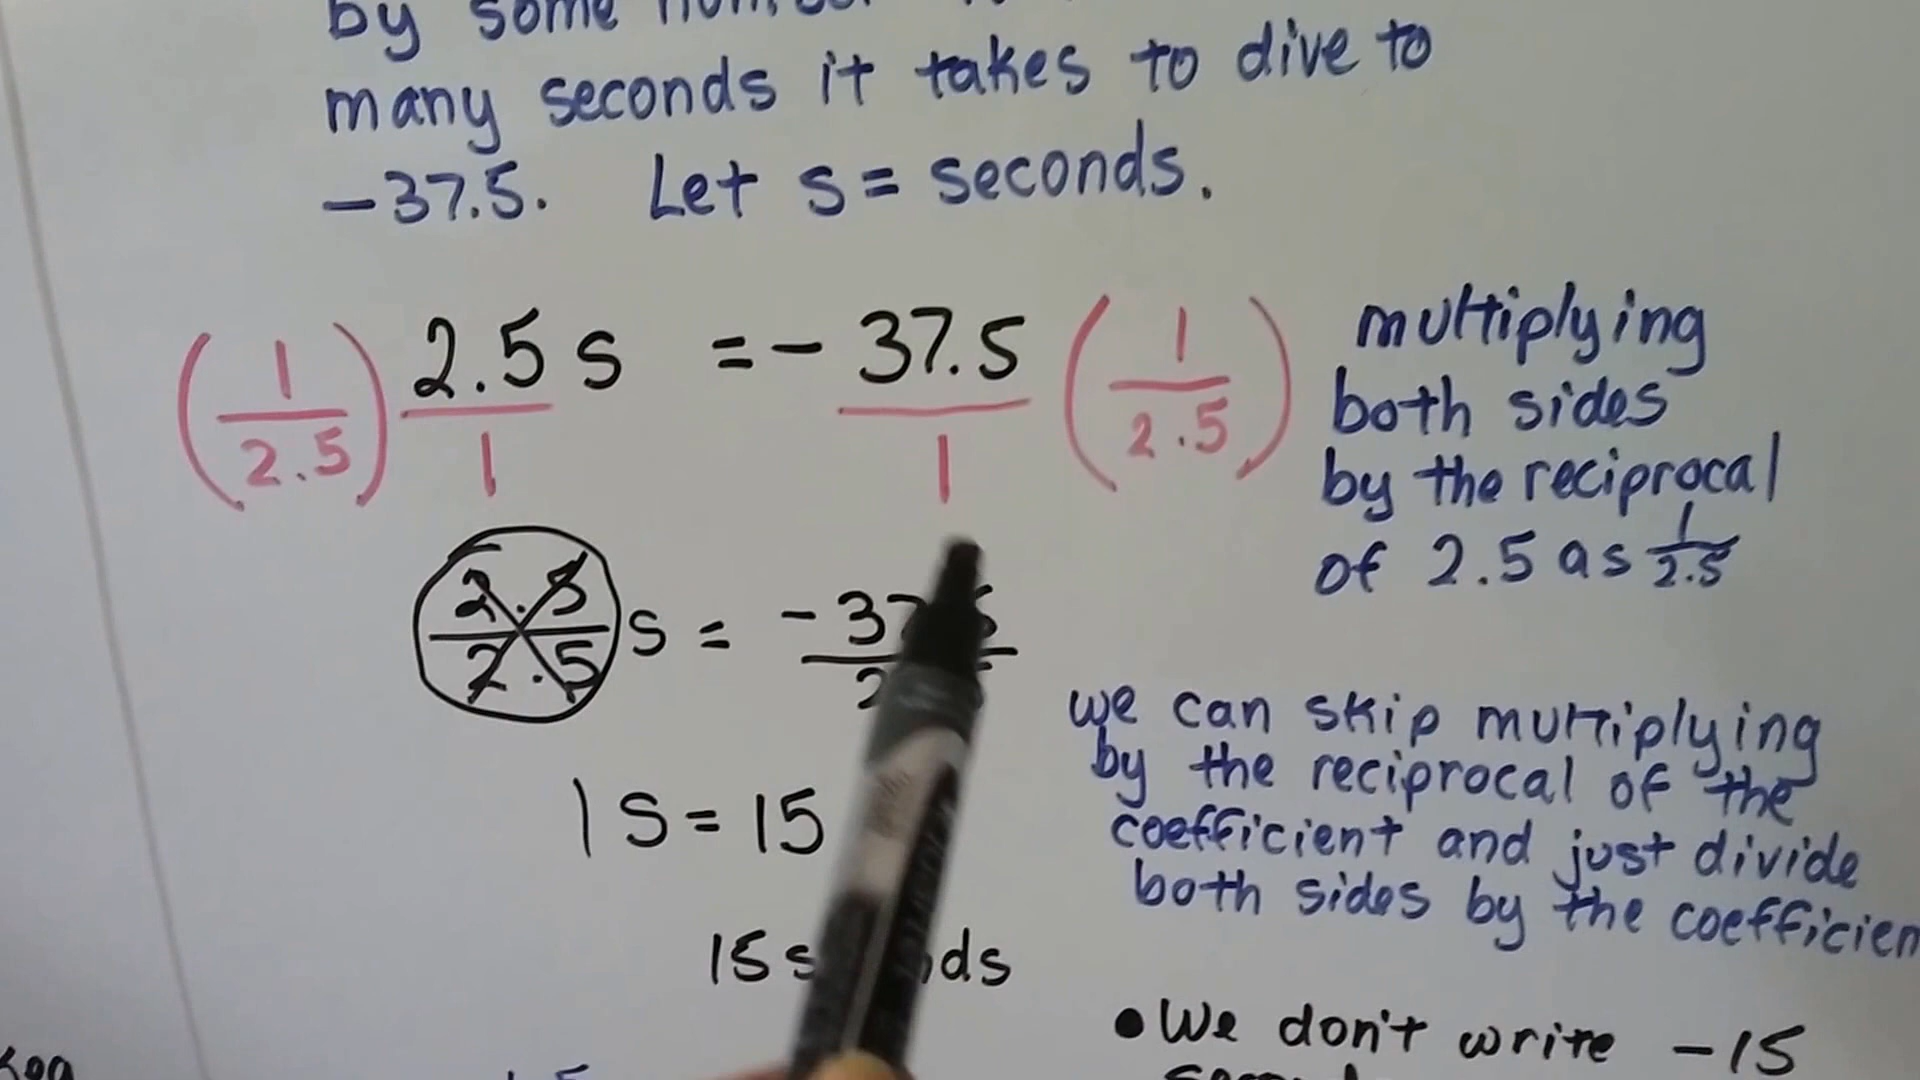 by some
many seconds it takes to dive to
-37.5. Let s = seconds.
(1/2.5) 2.5/1 s = - 37.5/1 (1/2.5)
multiplying
both sides
by the reciprocal
of 2.5 as 1/2.5
2.5/2.5 s =
1 s = 15
15
we can skip multiplying
by the reciprocal of the
coefficient and just divide
both sides by the coefficien
• We don't write -15